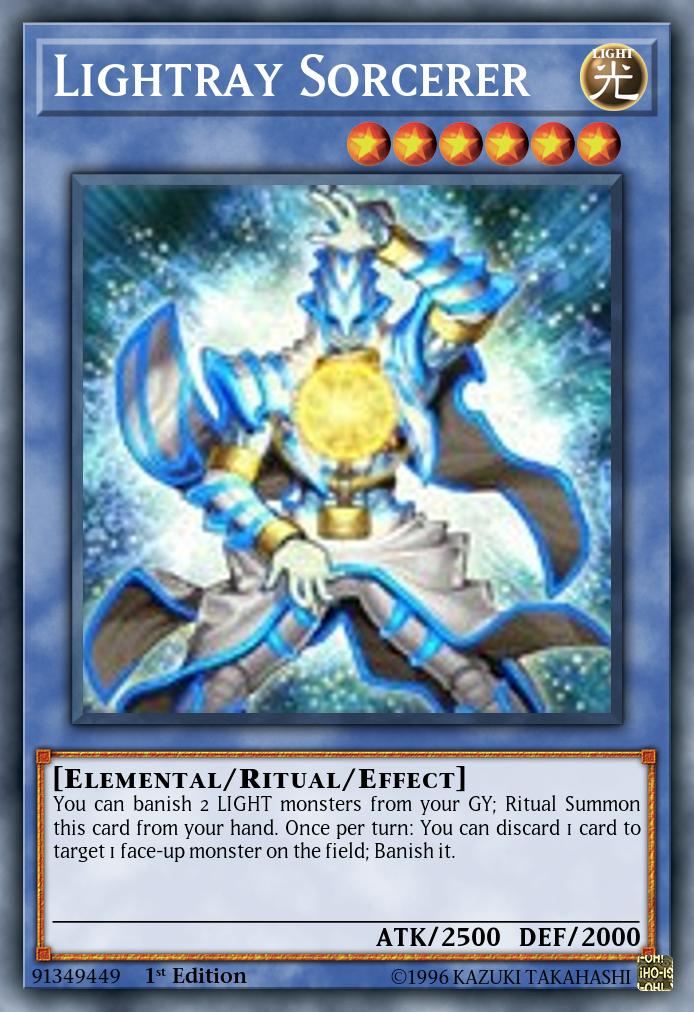 Lightray Sorcerer
LIGHT
光
[Elemental/Ritual/Effect]
You can banish 2 LIGHT monsters from your GY; Ritual Summon
this card from your hand. Once per turn: You can discard 1 card to
target 1 face-up monster on the field; Banish it.
ATK/2500 DEF/2000
91349449 1st Edition ©1996 KAZUKI TAKAHASHI